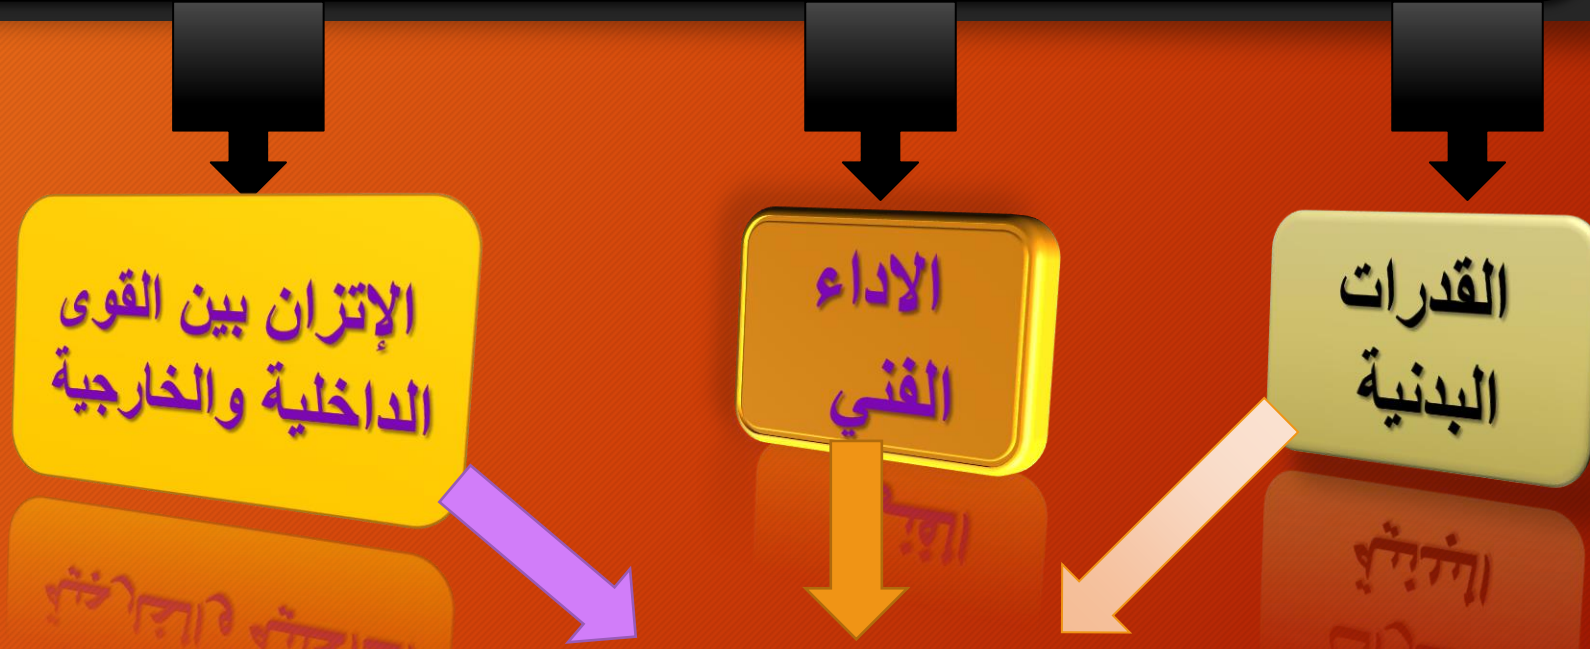 القدرات
البدنية
الاداء
الفني
الإتزان بين القوى
الداخلية والخارجية